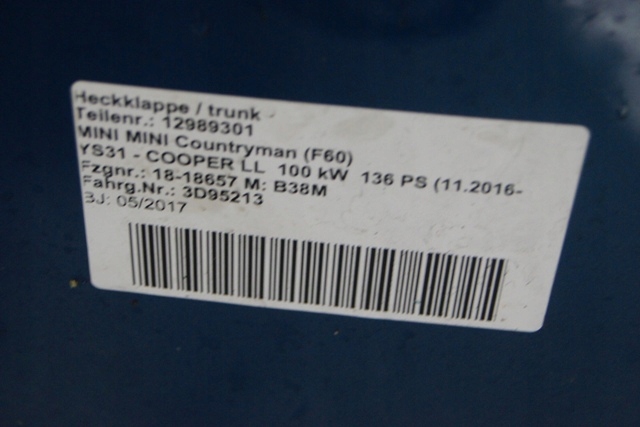 Heckklappe / trunk
Teilenr.: 12989301
MINI MINI Countryman (F60)
YS31 - COOPER LL 100 kW 136 PS (11.2016-
Fzgnr.: 18-18657 M: B38M
Fahrg.Nr.: 3D95213
BJ: 05/2017